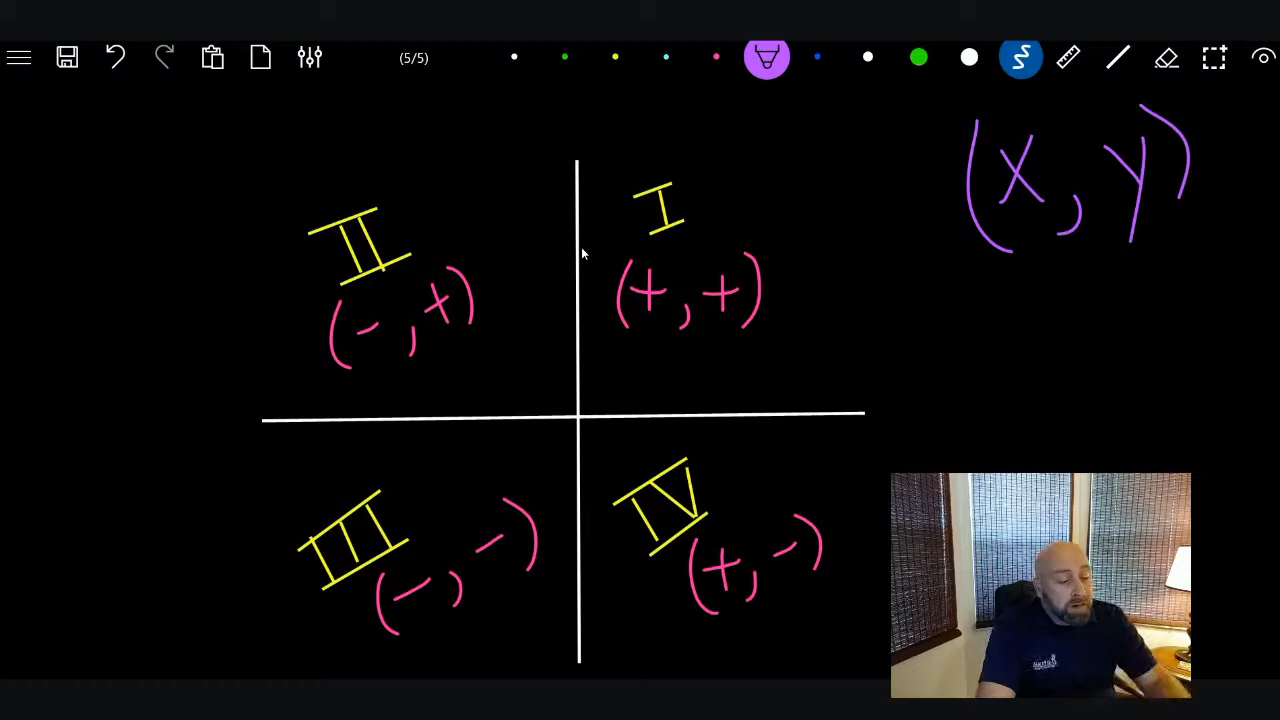 (5/5)
(X, Y)
II
I
(-, +)
(+, +)
III
IV
(-, -)
(+, -)